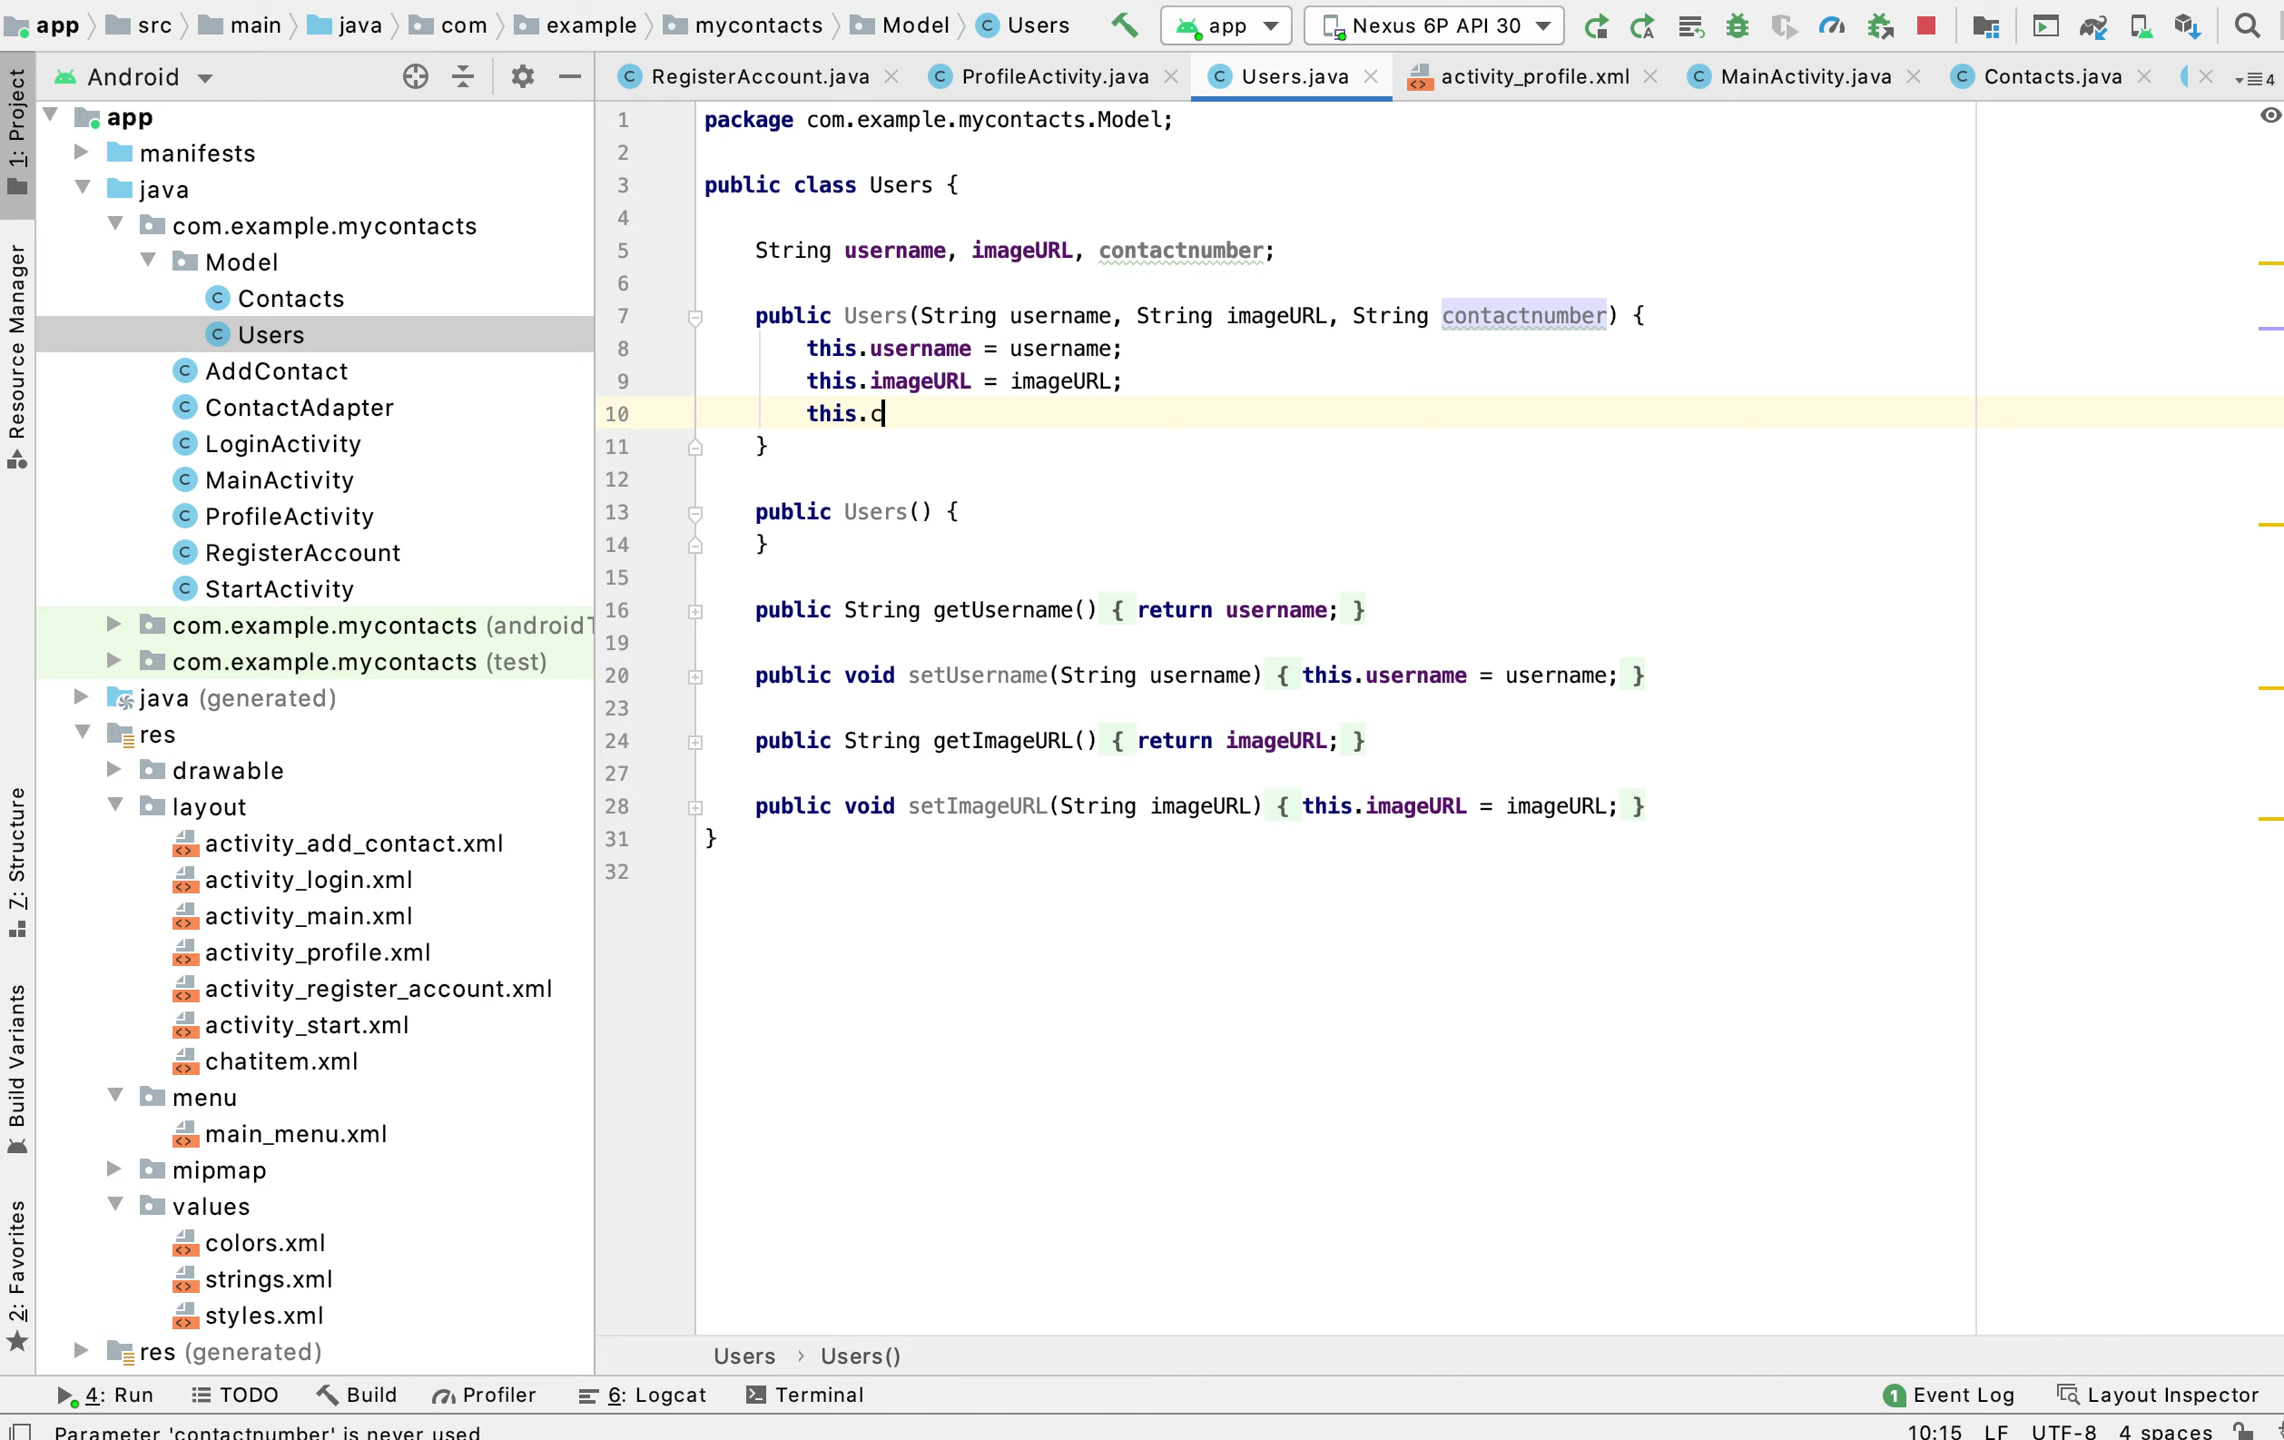 app src main java com example mycontacts Model Users app Nexus 6P API 30
Android
RegisterAccount.java ProfileActivity.java Users.java activity_profile.xml MainActivity.java Contacts.java 4
1: Project
Resource Manager
7: Structure
Build Variants
2: Favorites
app
manifests
java
com.example.mycontacts
Model
Contacts
Users
AddContact
ContactAdapter
LoginActivity
MainActivity
ProfileActivity
RegisterAccount
StartActivity
com.example.mycontacts (android
com.example.mycontacts (test)
java (generated)
res
drawable
layout
activity_add_contact.xml
activity_login.xml
activity_main.xml
activity_profile.xml
activity_register_account.xml
activity_start.xml
chatitem.xml
menu
main_menu.xml
mipmap
values
colors.xml
strings.xml
styles.xml
res (generated)
1 package com.example.mycontacts.Model;
2
3 public class Users {
4
5 String username, imageURL, contactnumber;
6
7 public Users(String username, String imageURL, String contactnumber) {
8 this.username = username;
9 this.imageURL = imageURL;
10 this.c
11 }
12
13 public Users() {
14 }
15
16 public String getUsername() { return username; }
19
20 public void setUsername(String username) { this.username = username; }
23
24 public String getImageURL() { return imageURL; }
27
28 public void setImageURL(String imageURL) { this.imageURL = imageURL; }
31 }
32
Users › Users()
4: Run TODO Build Profiler 6: Logcat Terminal 1 Event Log Layout Inspector
Parameter 'contactnumber' is never used 10:15 LF UTF-8 4 spaces